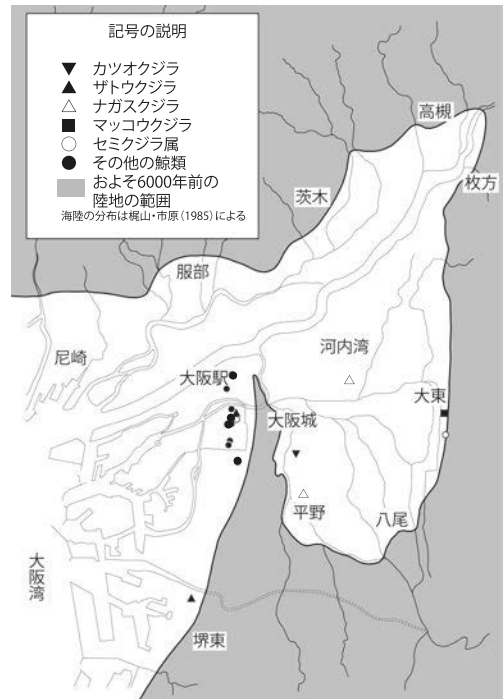 記号の説明
カツオクジラ
ザトウクジラ
ナガスクジラ
マッコウクジラ
セミクジラ属
その他の鯨類
およそ6000年前の
陸地の範囲
海陸の分布は梶山・市原(1985)による
高槻
枚方
茨木
服部
尼崎
河内湾
大阪駅
大東
大阪城
平野
八尾
大阪湾
堺東